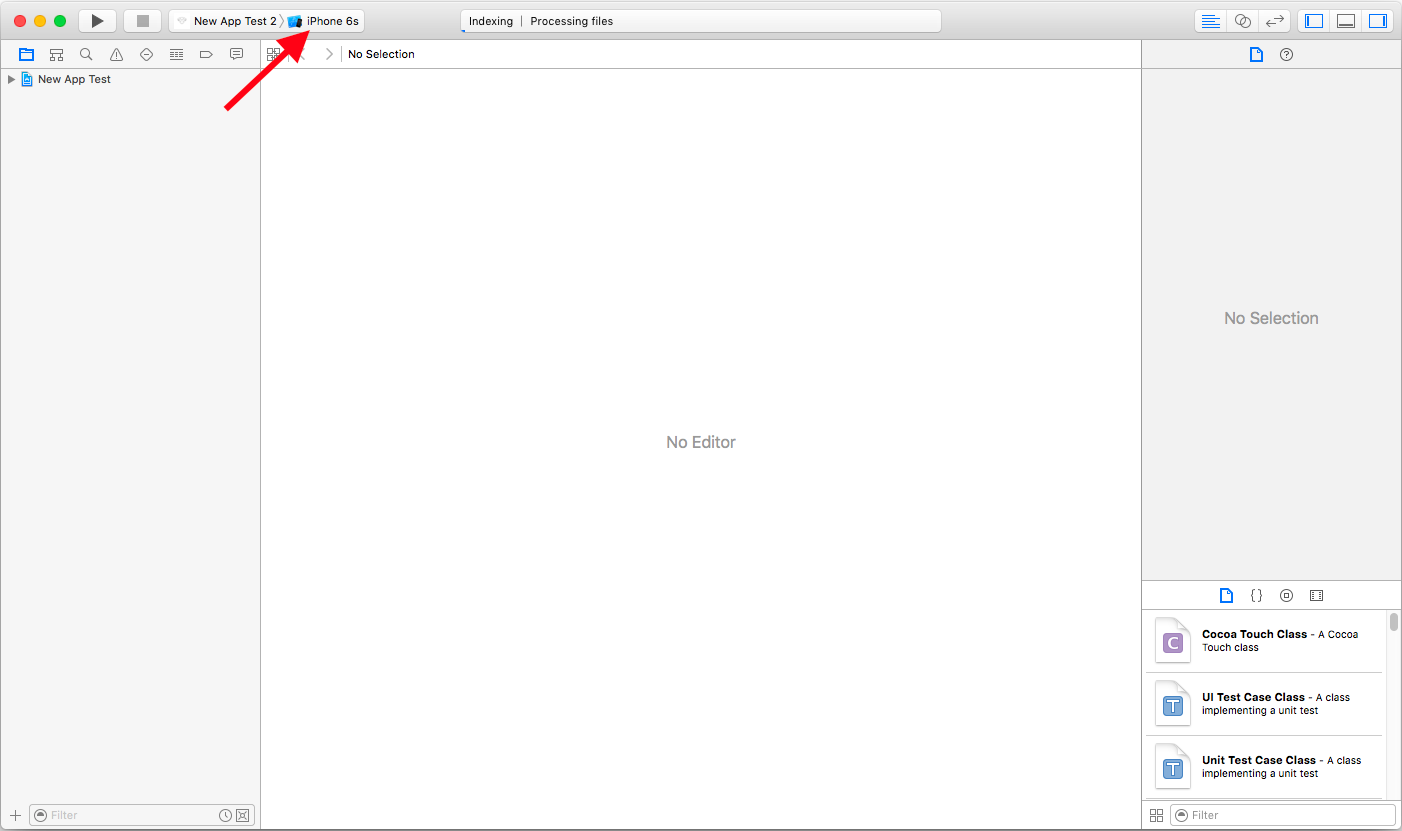 New App Test 2
iPhone 6s
Indexing | Processing files
No Selection
New App Test
No Editor
No Selection
{ }
C
Cocoa Touch Class - A Cocoa
Touch class
T
UI Test Case Class - A class
implementing a unit test
T
Unit Test Case Class - A class
implementing a unit test
Filter
Filter